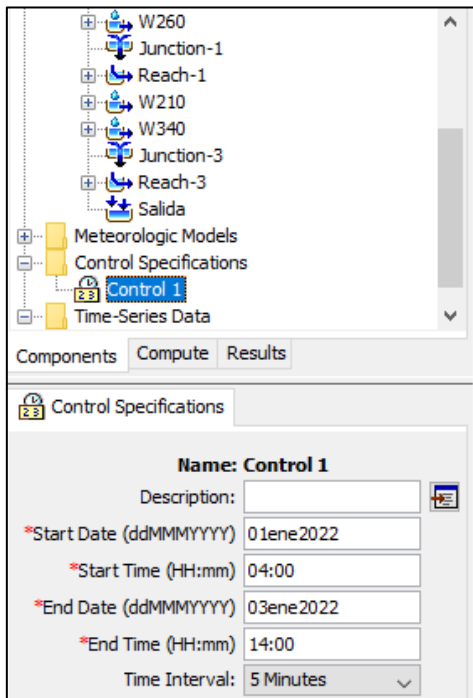 W260
Junction-1
Reach-1
W210
W340
Junction-3
Reach-3
Salida
Meteorologic Models
Control Specifications
Control 1
Time-Series Data
Components Compute Results
Control Specifications
Name: Control 1
Description:
*Start Date (ddMMMYYYY) 01ene2022
*Start Time (HH:mm) 04:00
*End Date (ddMMMYYYY) 03ene2022
*End Time (HH:mm) 14:00
Time Interval: 5 Minutes